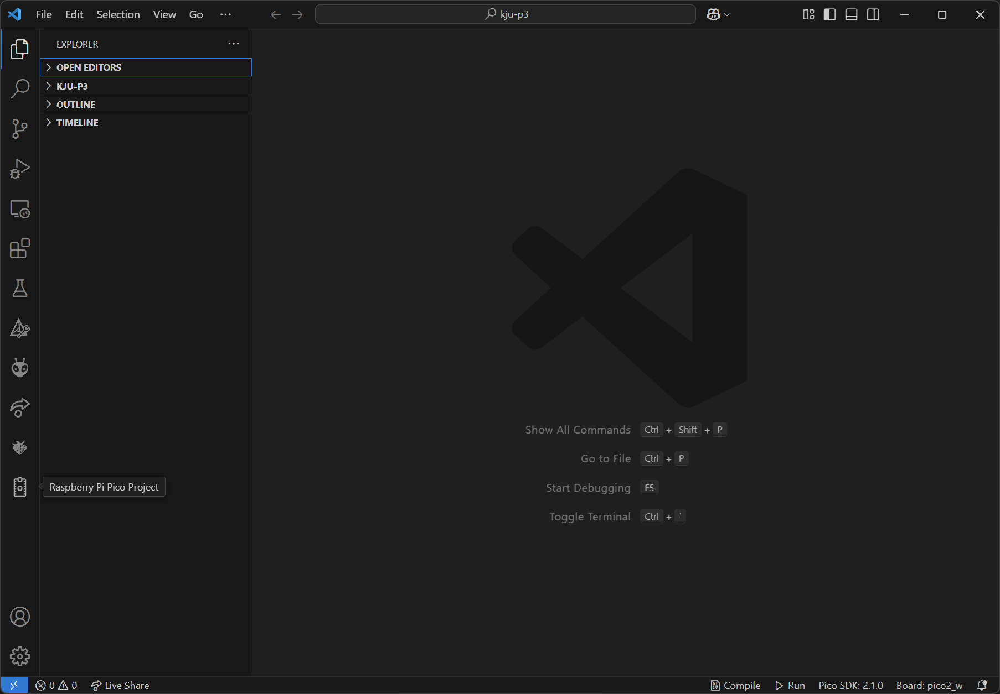 File Edit Selection View Go ···
kju-p3
EXPLORER ···
OPEN EDITORS
KJU-P3
OUTLINE
TIMELINE
Show All Commands Ctrl + Shift + P
Go to File Ctrl + P
Raspberry Pi Pico Project
Start Debugging F5
Toggle Terminal Ctrl + `
0 0 Live Share Compile Run Pico SDK: 2.1.0 Board: pico2_w